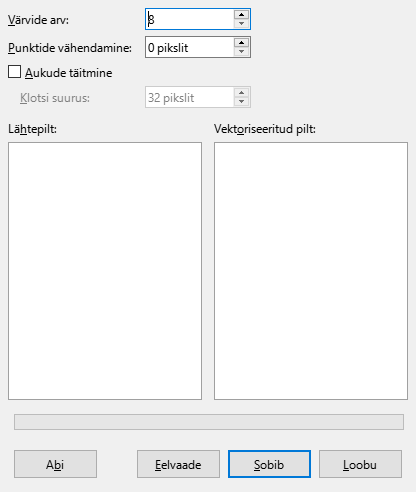 Värvide arv: 8
Punktide vähendamine: 0 pikslit
Aukude täitmine
Klotsi suurus: 32 pikslit
Lähtepilt: Vektoriseeritud pilt:
Abi Eelvaade Sobib Loobu